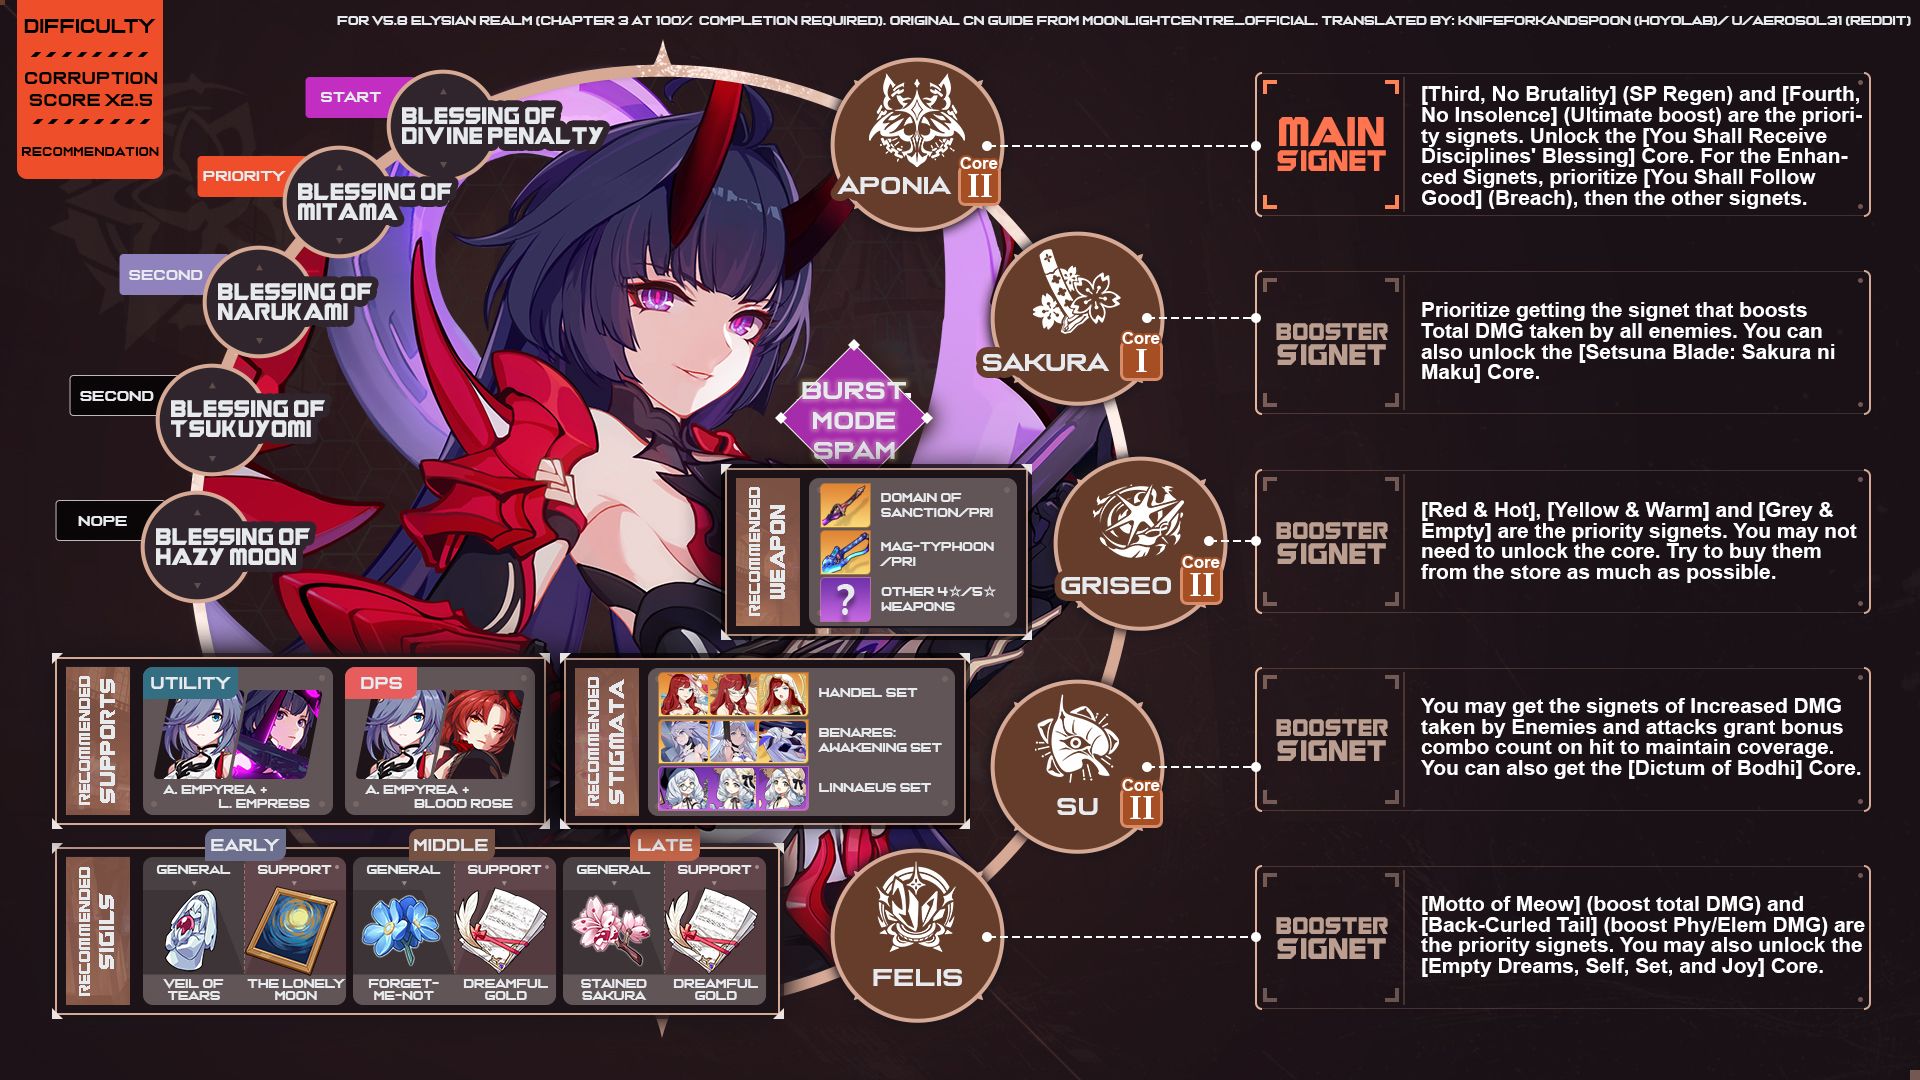 FOR V5.8 ELYSIAN REALM (CHAPTER 3 AT 100% COMPLETION REQUIRED). ORIGINAL CN GUIDE FROM MOONLIGHTCENTRE_OFFICIAL. TRANSLATED BY: KNIFEFORKANDSPOON (HOYOLAB)/ U/AEROSOL31 (REDDIT)
DIFFICULTY
CORRUPTION
SCORE X2.5
RECOMMENDATION
START
BLESSING OF
DIVINE PENALTY
PRIORITY
BLESSING OF
MITAMA
SECOND
BLESSING OF
NARUKAMI
SECOND
BLESSING OF
TSUKUYOMI
NOPE
BLESSING OF
HAZY MOON
BURST
MODE
SPAM
RECOMMENDED
WEAPON
DOMAIN OF
SANCTION/PRI
MAG-TYPHOON
/PRI
?
OTHER 4☆/5☆
WEAPONS
RECOMMENDED
SUPPORTS
UTILITY
A. EMPYREA +
L. EMPRESS
DPS
A. EMPYREA +
BLOOD ROSE
RECOMMENDED
STIGMATA
HANDEL SET
BENARES:
AWAKENING SET
LINNAEUS SET
RECOMMENDED
SIGILS
EARLY
GENERAL
VEIL OF
TEARS
SUPPORT
THE LONELY
MOON
MIDDLE
GENERAL
FORGET-
ME-NOT
SUPPORT
DREAMFUL
GOLD
LATE
GENERAL
STAINED
SAKURA
SUPPORT
DREAMFUL
GOLD
APONIA
Core
II
MAIN
SIGNET
[Third, No Brutality] (SP Regen) and [Fourth,
No Insolence] (Ultimate boost) are the priori-
ty signets. Unlock the [You Shall Receive
Disciplines' Blessing] Core. For the Enhan-
ced Signets, prioritize [You Shall Follow
Good] (Breach), then the other signets.
SAKURA
Core
I
BOOSTER
SIGNET
Prioritize getting the signet that boosts
Total DMG taken by all enemies. You can
also unlock the [Setsuna Blade: Sakura ni
Maku] Core.
GRISEO
Core
II
BOOSTER
SIGNET
[Red & Hot], [Yellow & Warm] and [Grey &
Empty] are the priority signets. You may not
need to unlock the core. Try to buy them
from the store as much as possible.
SU
Core
II
BOOSTER
SIGNET
You may get the signets of Increased DMG
taken by Enemies and attacks grant bonus
combo count on hit to maintain coverage.
You can also get the [Dictum of Bodhi] Core.
FELIS
BOOSTER
SIGNET
[Motto of Meow] (boost total DMG) and
[Back-Curled Tail] (boost Phy/Elem DMG) are
the priority signets. You may also unlock the
[Empty Dreams, Self, Set, and Joy] Core.